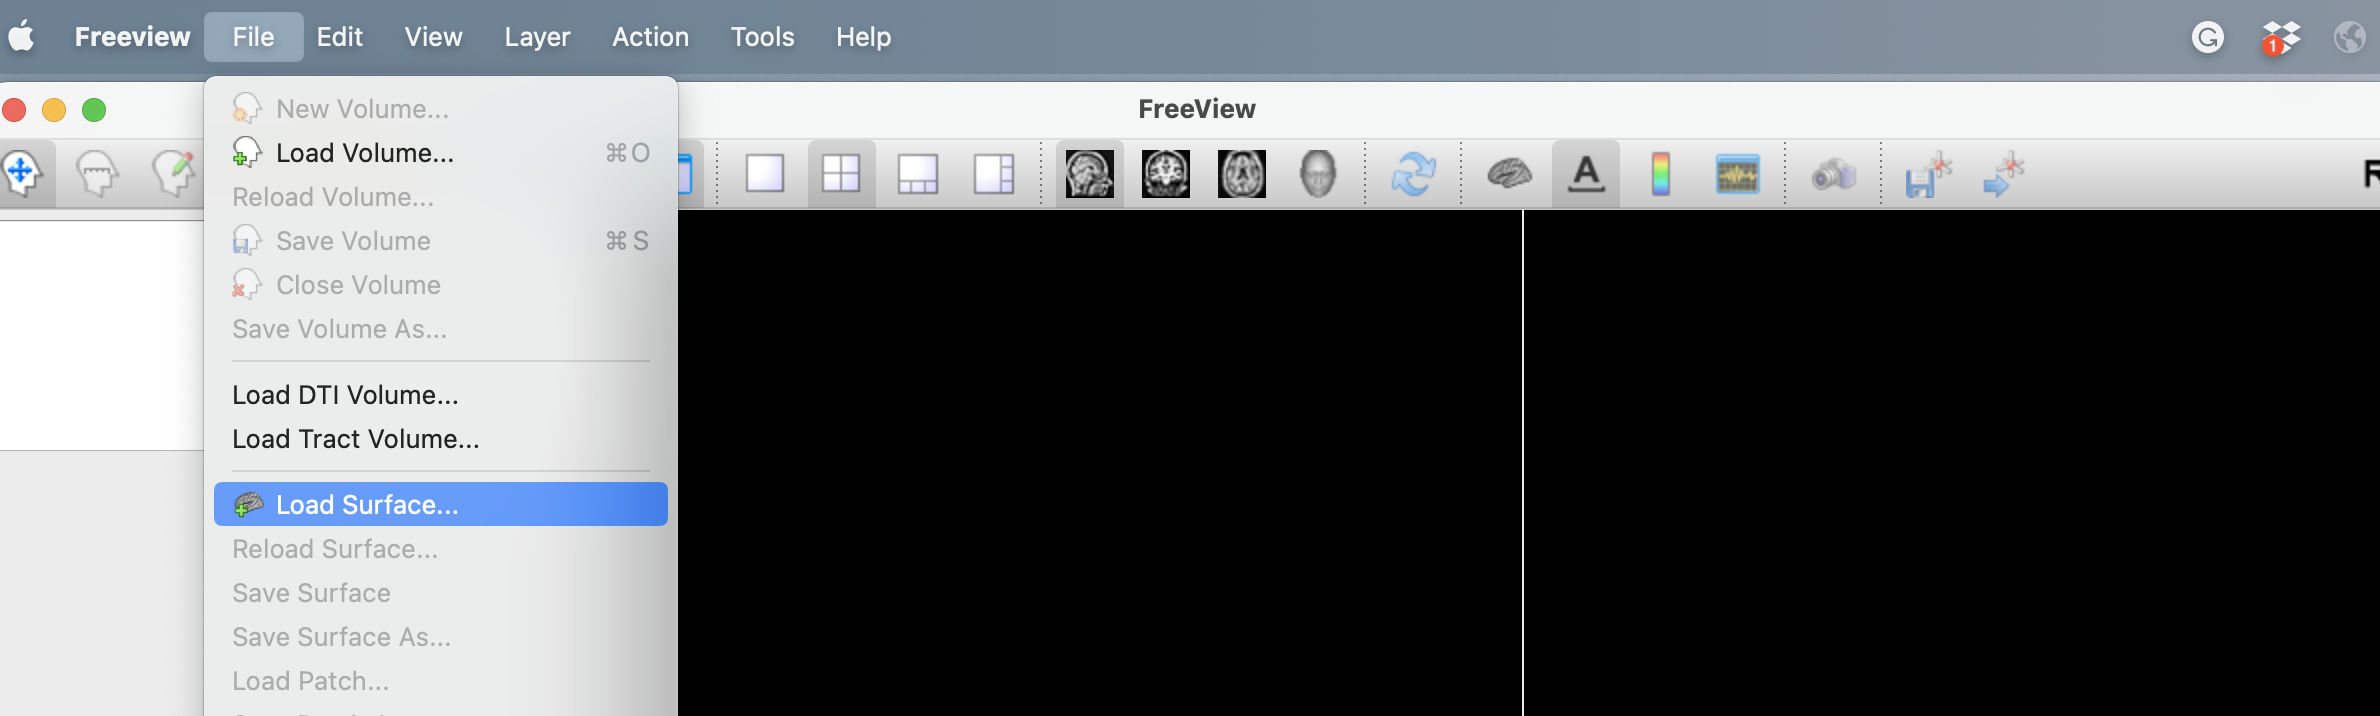 Freeview File Edit View Layer Action Tools Help
1
FreeView
New Volume...
Load Volume... ⌘O
Reload Volume...
Save Volume ⌘S
Close Volume
Save Volume As...
Load DTI Volume...
Load Tract Volume...
Load Surface...
Reload Surface...
Save Surface
Save Surface As...
Load Patch...
A